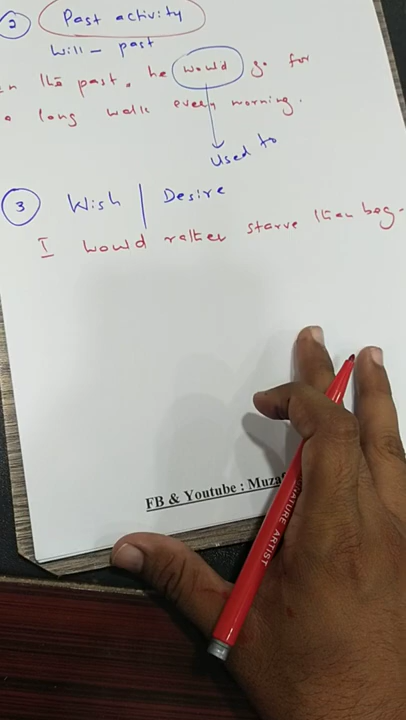 2 Past activity
Will - past
the past, he would go for
a long walk every morning.
Used to
3 Wish | Desire
I would rather starve than beg.
FB & Youtube : Muza
NATURE ARTIST